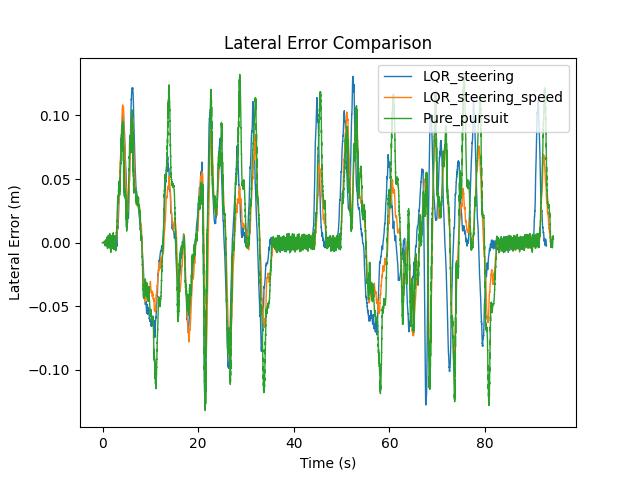 Lateral Error Comparison
LQR_steering
LQR_steering_speed
Pure_pursuit
0.10
0.05
0.00
−0.05
−0.10
Lateral Error (m)
0 20 40 60 80
Time (s)